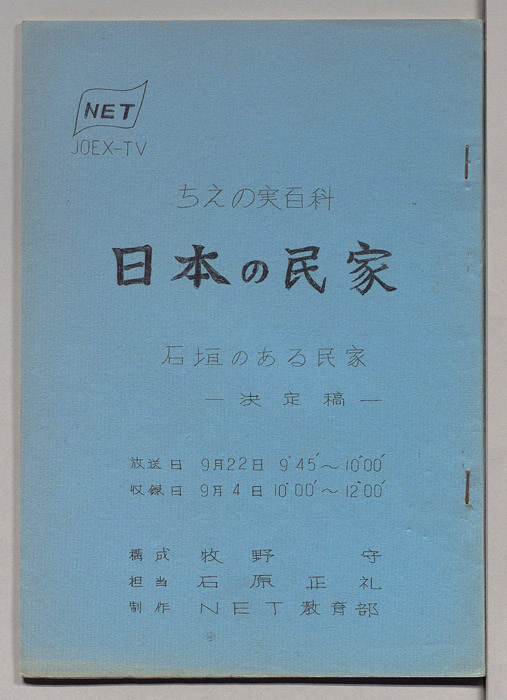 NET
JOEX-TV
ちえの実百科
日本の民家
石垣のある民家
—決定稿—
放送日 9月22日 9°45′〜10°00′
収録日 9月4日 10°00′〜12°00′
構成 牧野 守
担当 石原正礼
制作 NET教育部